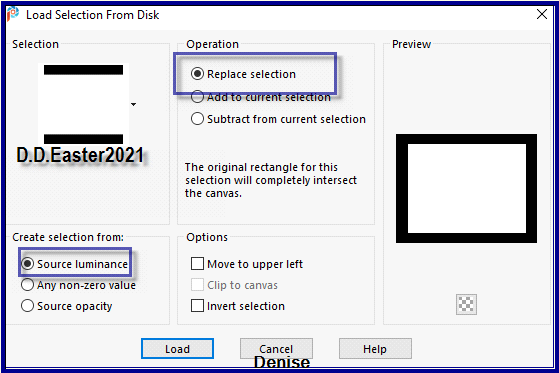 Load Selection From Disk
Selection
D.D.Easter2021
Operation
Replace selection
Add to current selection
Subtract from current selection
The original rectangle for this
selection will completely intersect
the canvas.
Preview
Create selection from:
Source luminance
Any non-zero value
Source opacity
Options
Move to upper left
Clip to canvas
Invert selection
Load
Cancel
Help
Denise